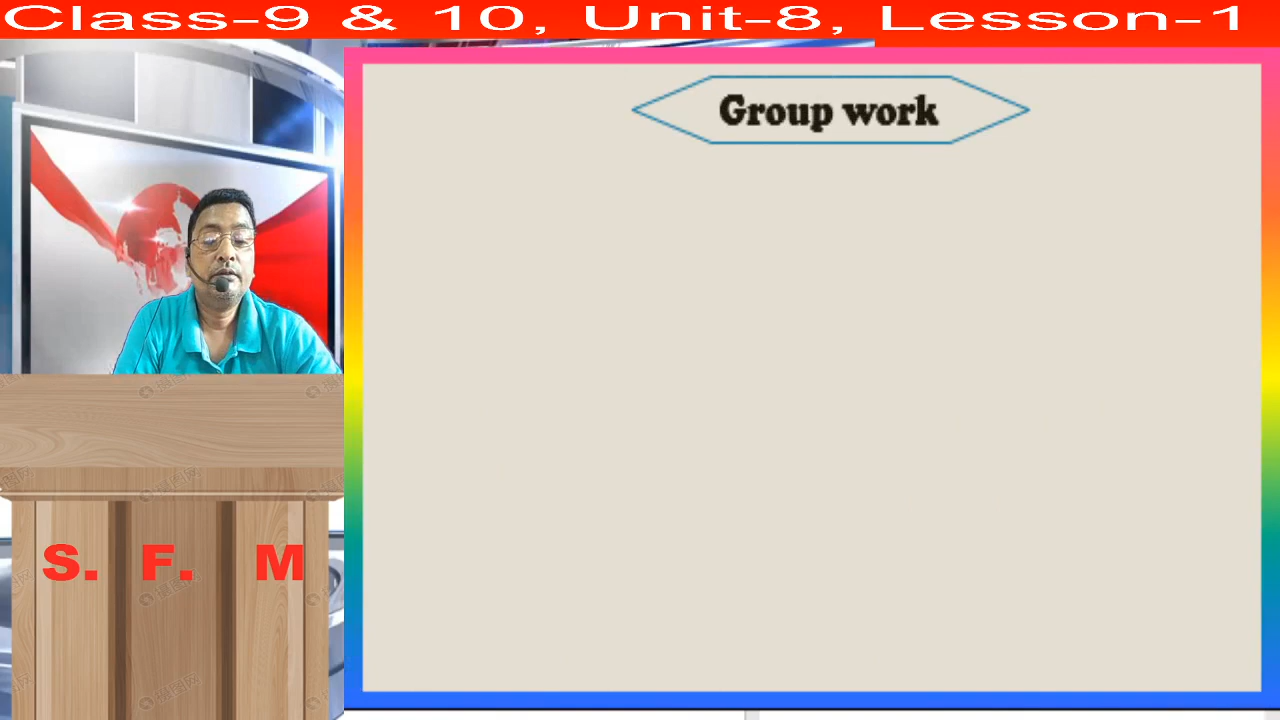 Class-9 & 10, Unit-8, Lesson-1
Group work
S. F. M